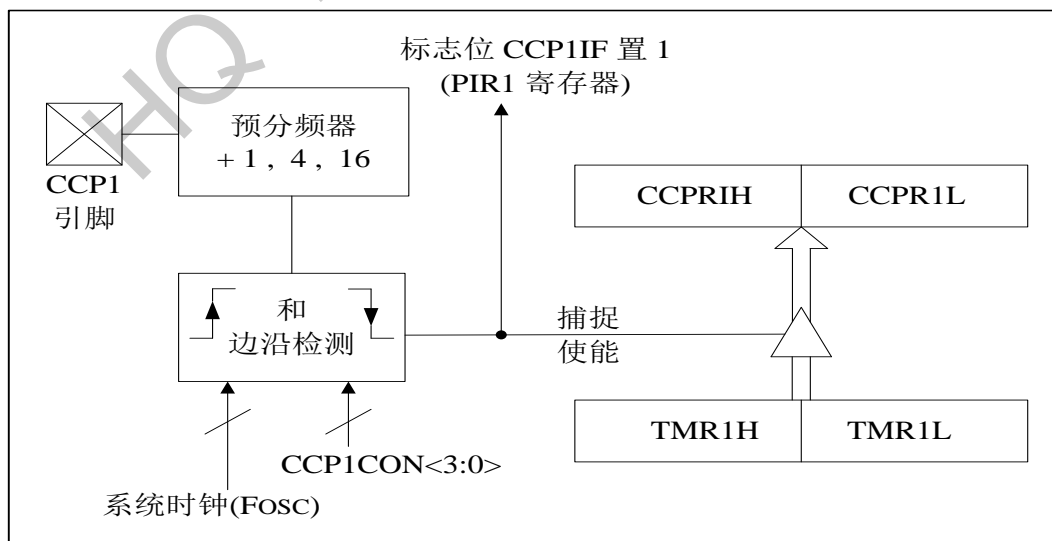 HQ
标志位 CCP1IF 置 1
(PIR1 寄存器)
预分频器
+ 1 , 4 , 16
CCP1
引脚
CCPRIH
CCPR1L
和
边沿检测
捕捉
使能
TMR1H
TMR1L
CCP1CON<3:0>
系统时钟(FOSC)